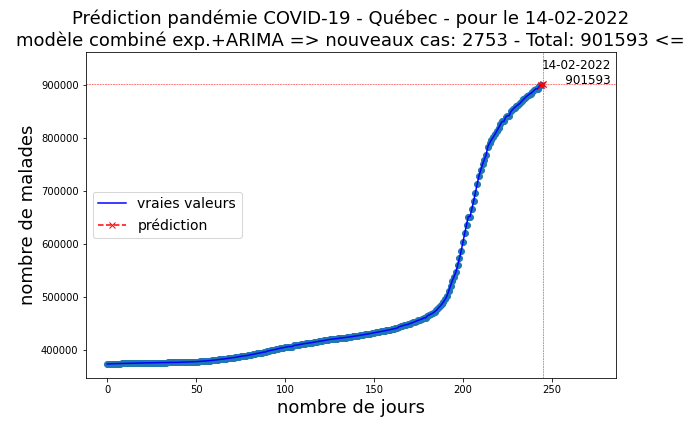 Prédiction pandémie COVID-19 - Québec - pour le 14-02-2022
modèle combiné exp.+ARIMA => nouveaux cas: 2753 - Total: 901593 <=
14-02-2022
901593
900000
800000
700000
600000
500000
400000
nombre de malades
vraies valeurs
prédiction
0 50 100 150 200 250
nombre de jours